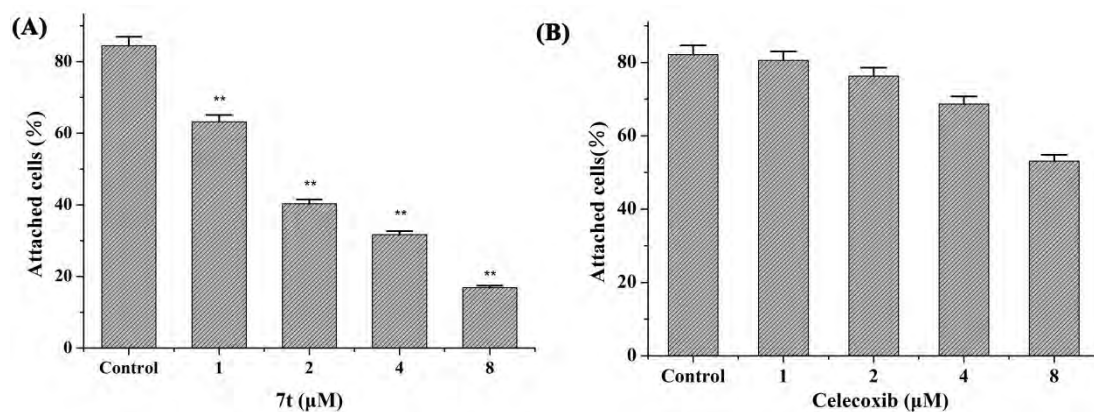 (A)
Attached cells (%)
80
60
40
20
0
**
**
**
**
Control 1 2 4 8
7t (μM)
(B)
Attached cells(%)
80
60
40
20
0
Control 1 2 4 8
Celecoxib (μM)